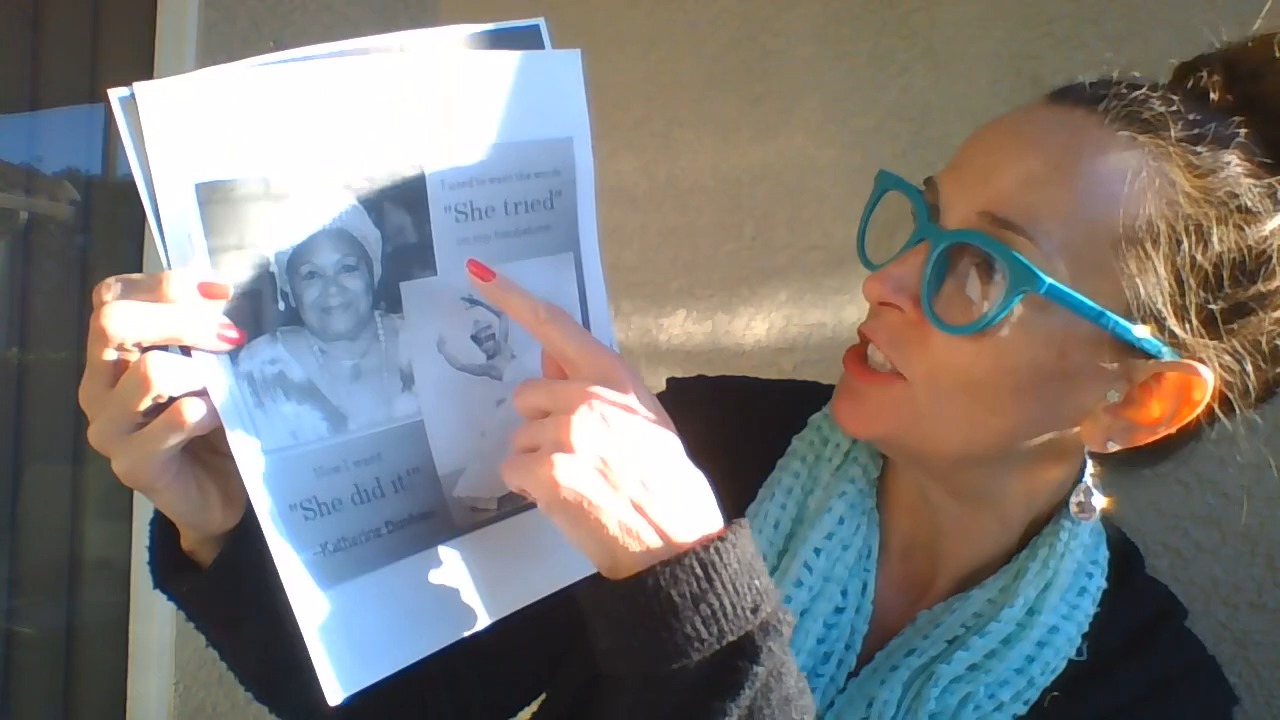 I used to want the words
"She tried"
on my tombstone.
Now I want
"She did it"
-Katherine Dunham